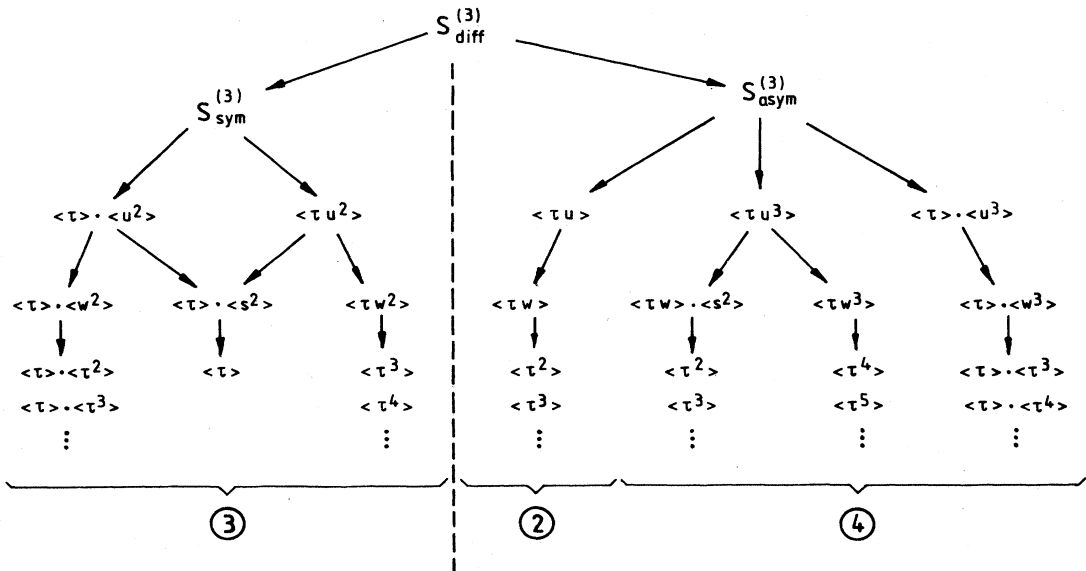 S_diff^(3)
S_sym^(3) S_asym^(3)
<τ>·<u²> <τu²> <τu> <τu³> <τ>·<u³>
<τ>·<w²> <τ>·<s²> <τw²> <τw> <τw>·<s²> <τw³> <τ>·<w³>
<τ>·<τ²> <τ> <τ³> <τ²> <τ²> <τ⁴> <τ>·<τ³>
<τ>·<τ³> <τ⁴> <τ³> <τ³> <τ⁵> <τ>·<τ⁴>
⋮ ⋮ ⋮ ⋮ ⋮ ⋮
③ ② ④